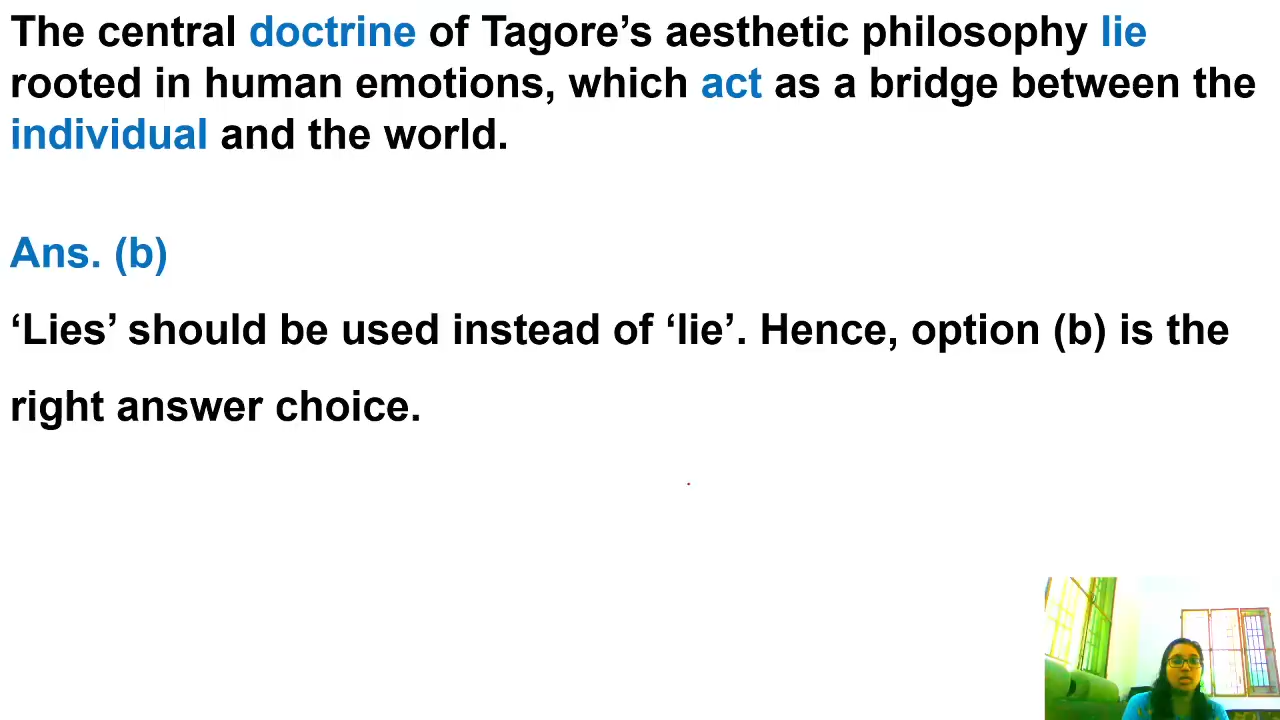 The central doctrine of Tagore’s aesthetic philosophy lie
rooted in human emotions, which act as a bridge between the
individual and the world.
Ans. (b)
‘Lies’ should be used instead of ‘lie’. Hence, option (b) is the
right answer choice.